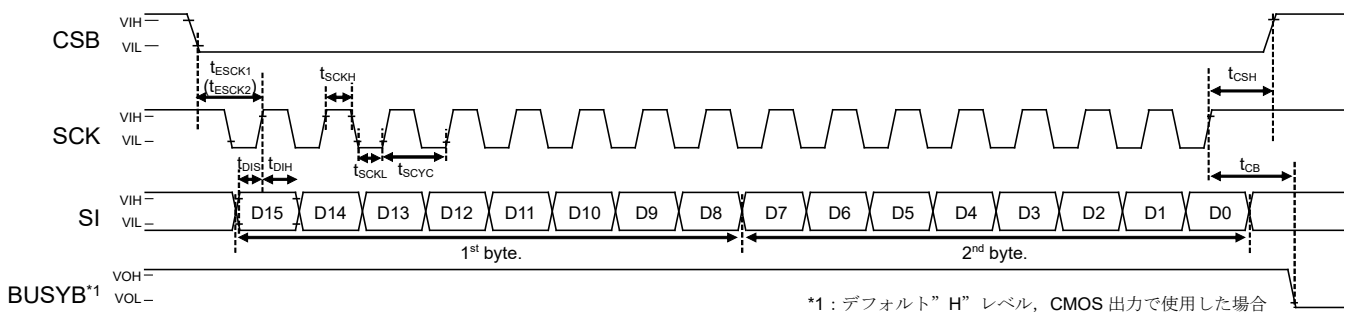 CSB VIH VIL
tESCK1
(tESCK2)
tSCKH
tCSH
SCK VIH VIL
tDIS tDIH
tSCKL tSCYC
tCB
SI VIH VIL D15 D14 D13 D12 D11 D10 D9 D8 D7 D6 D5 D4 D3 D2 D1 D0
1st byte. 2nd byte.
BUSYB*1 VOH VOL
*1：デフォルト”H”レベル，CMOS 出力で使用した場合